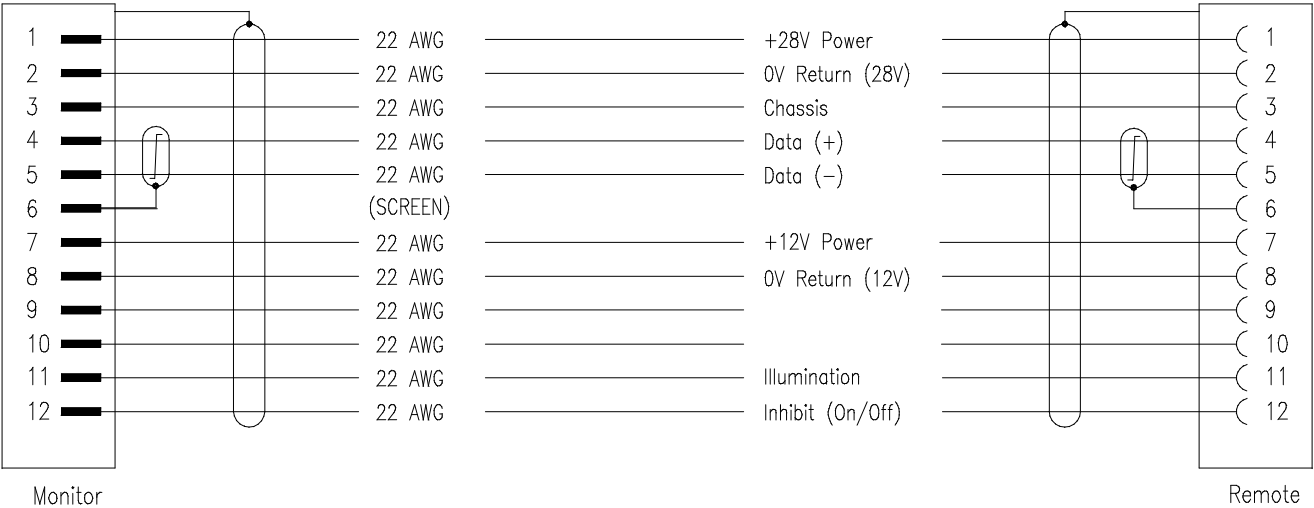 1 22 AWG +28V Power 1
2 22 AWG 0V Return (28V) 2
3 22 AWG Chassis 3
4 22 AWG Data (+) 4
5 22 AWG Data (−) 5
6 (SCREEN) 6
7 22 AWG +12V Power 7
8 22 AWG 0V Return (12V) 8
9 22 AWG 9
10 22 AWG 10
11 22 AWG Illumination 11
12 22 AWG Inhibit (On/Off) 12
Monitor Remote